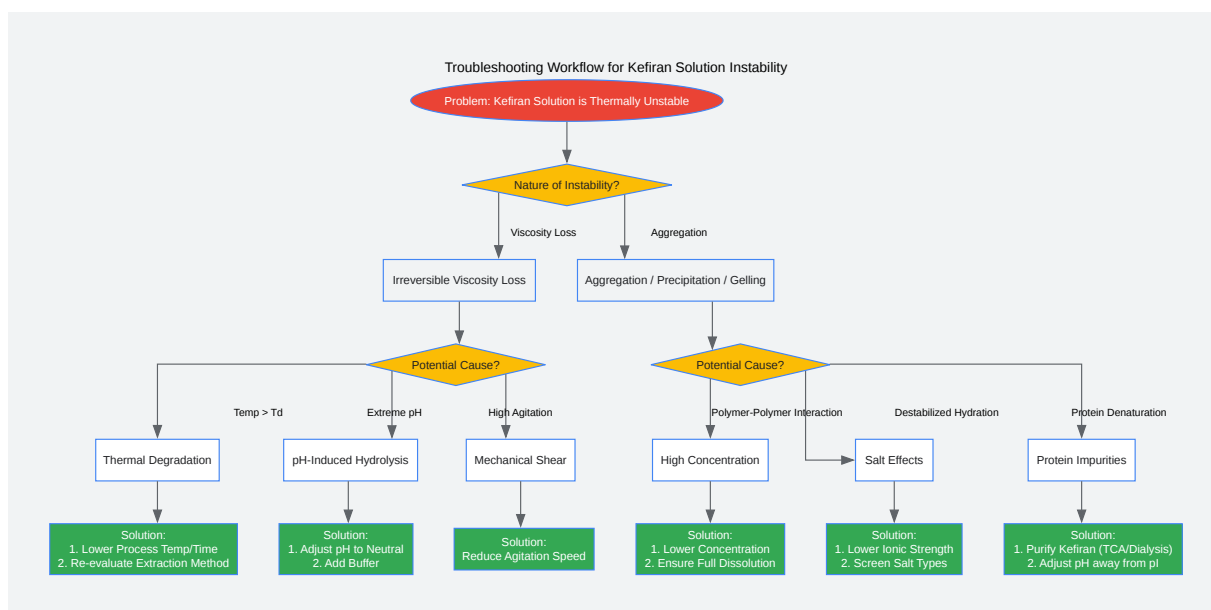 Troubleshooting Workflow for Kefiran Solution Instability
Problem: Kefiran Solution is Thermally Unstable
Nature of Instability?
Viscosity Loss
Aggregation
Irreversible Viscosity Loss
Aggregation / Precipitation / Gelling
Potential Cause?
Potential Cause?
Temp > Td
Extreme pH
High Agitation
Polymer-Polymer Interaction
Destabilized Hydration
Protein Denaturation
Thermal Degradation
pH-Induced Hydrolysis
Mechanical Shear
High Concentration
Salt Effects
Protein Impurities
Solution:
1. Lower Process Temp/Time
2. Re-evaluate Extraction Method
Solution:
1. Adjust pH to Neutral
2. Add Buffer
Solution:
Reduce Agitation Speed
Solution:
1. Lower Concentration
2. Ensure Full Dissolution
Solution:
1. Lower Ionic Strength
2. Screen Salt Types
Solution:
1. Purify Kefiran (TCA/Dialysis)
2. Adjust pH away from pI